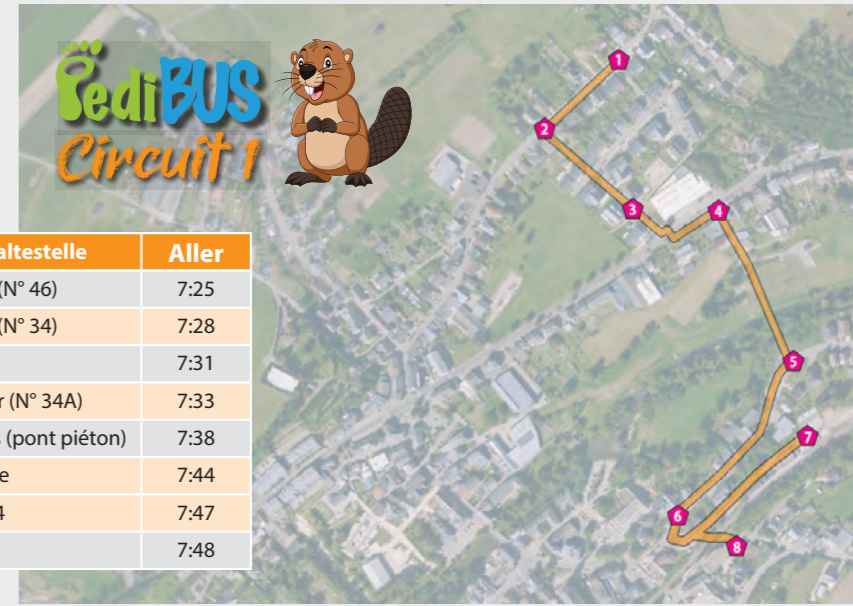 PediBUS
Circuit 1
altestelle Aller
(N° 46) 7:25
(N° 34) 7:28
7:31
r (N° 34A) 7:33
s (pont piéton) 7:38
e 7:44
4 7:47
7:48
1
2
3
4
5
7
6
8